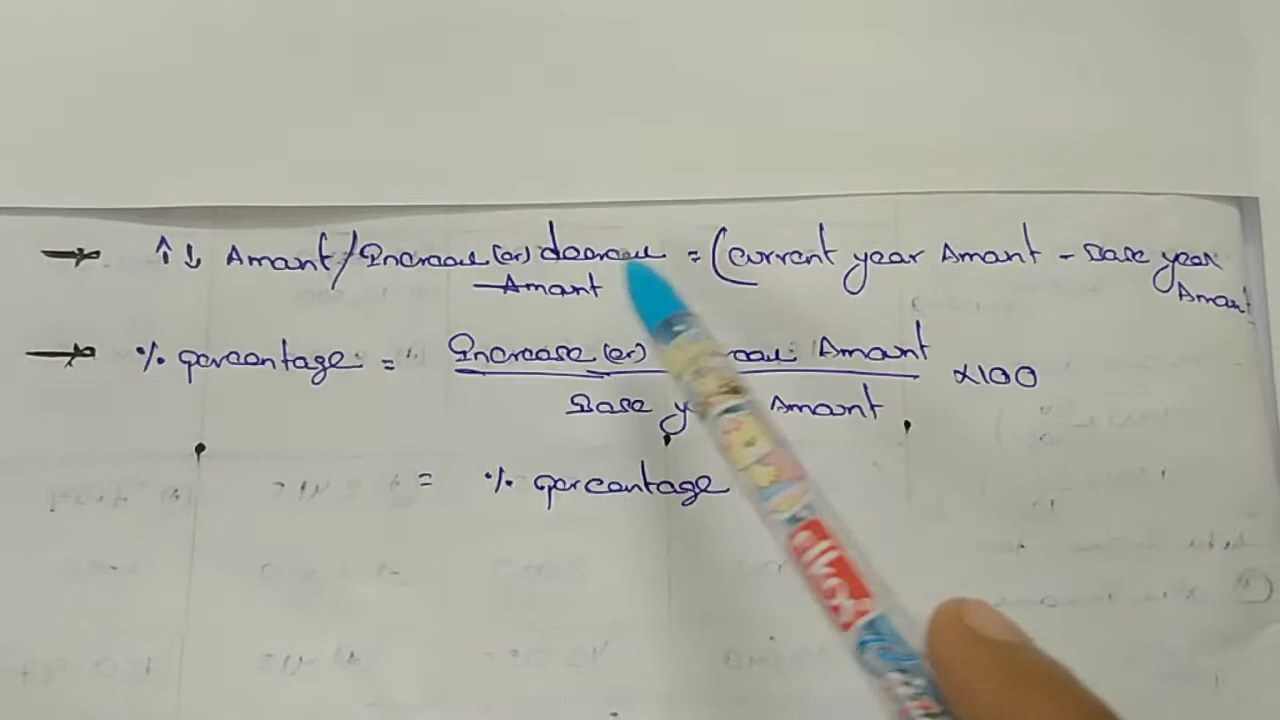 ↑↓ Amount/Increase (or) decrease = (Current year Amount - Base year
Amount Amount
% percentage = Increase (or) Amount ×100
Base Amount
= % percentage
elkos